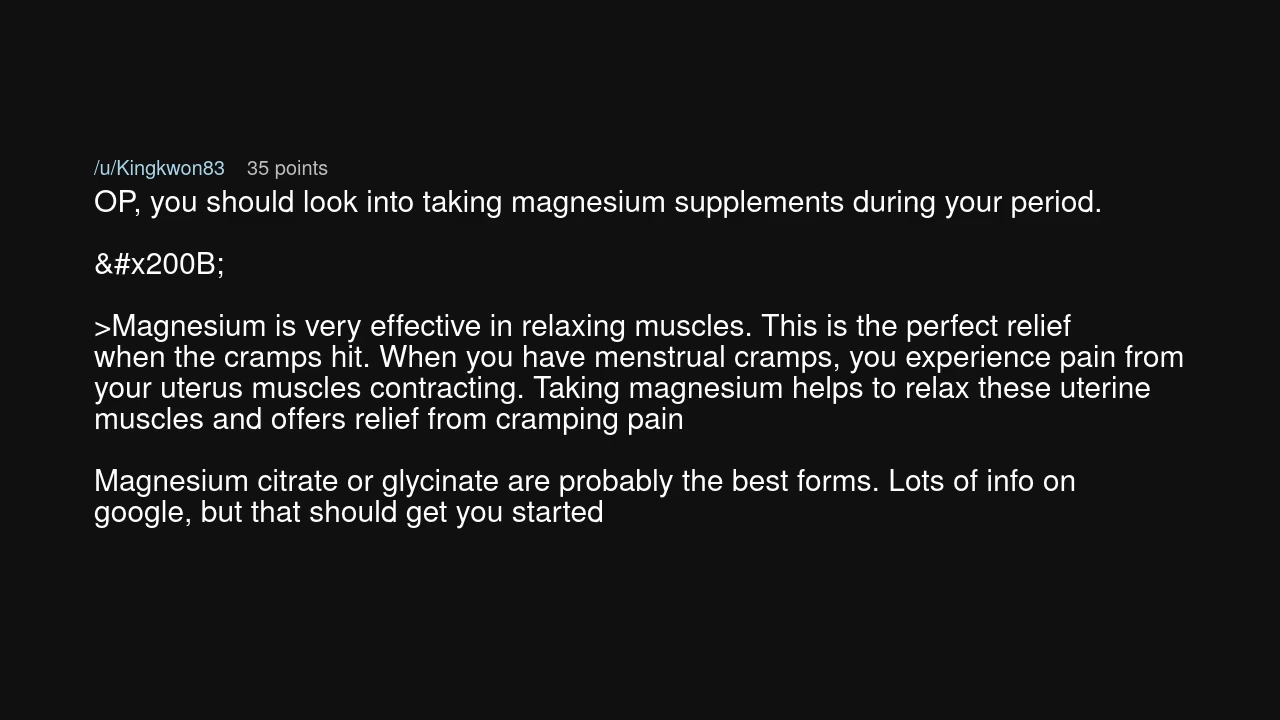 /u/Kingkwon83 35 points
OP, you should look into taking magnesium supplements during your period.
&#x200B;
>Magnesium is very effective in relaxing muscles. This is the perfect relief
when the cramps hit. When you have menstrual cramps, you experience pain from
your uterus muscles contracting. Taking magnesium helps to relax these uterine
muscles and offers relief from cramping pain
Magnesium citrate or glycinate are probably the best forms. Lots of info on
google, but that should get you started